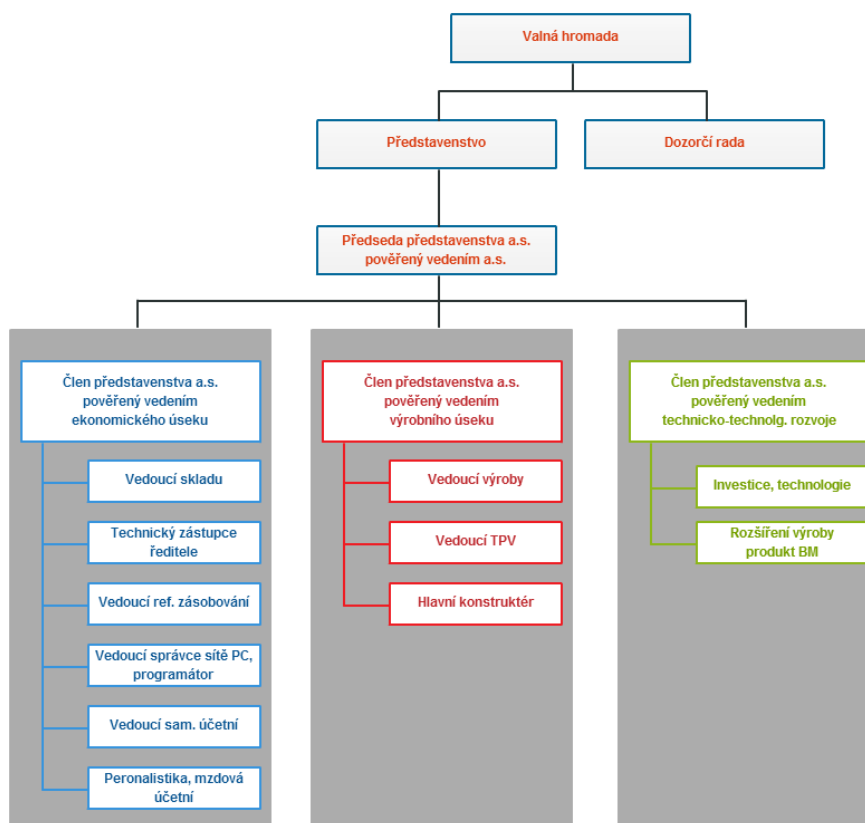 Valná hromada
Představenstvo
Dozorčí rada
Předseda představenstva a.s.
pověřený vedením a.s.
Člen představenstva a.s.
pověřený vedením
ekonomického úseku
Vedoucí skladu
Technický zástupce
ředitele
Vedoucí ref. zásobování
Vedoucí správce sítě PC,
programátor
Vedoucí sam. účetní
Peronalistika, mzdová
účetní
Člen představenstva a.s.
pověřený vedením
výrobního úseku
Vedoucí výroby
Vedoucí TPV
Hlavní konstruktér
Člen představenstva a.s.
pověřený vedením
technicko-technolg. rozvoje
Investice, technologie
Rozšíření výroby
produkt BM